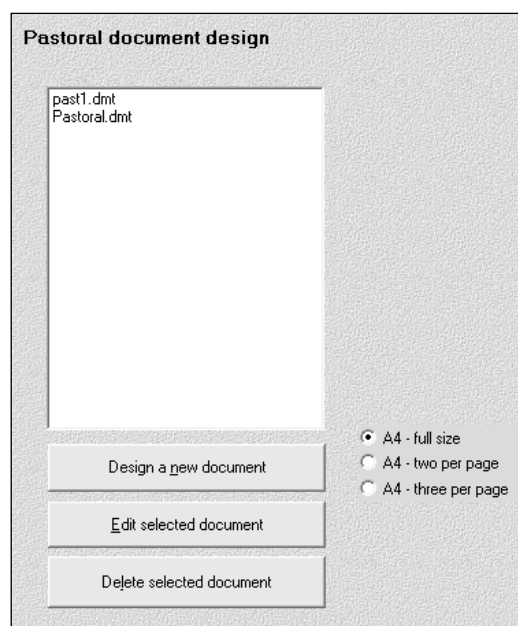 Pastoral document design
past1.dmt
Pastoral.dmt
A4 - full size
Design a new document
A4 - two per page
A4 - three per page
Edit selected document
Delete selected document